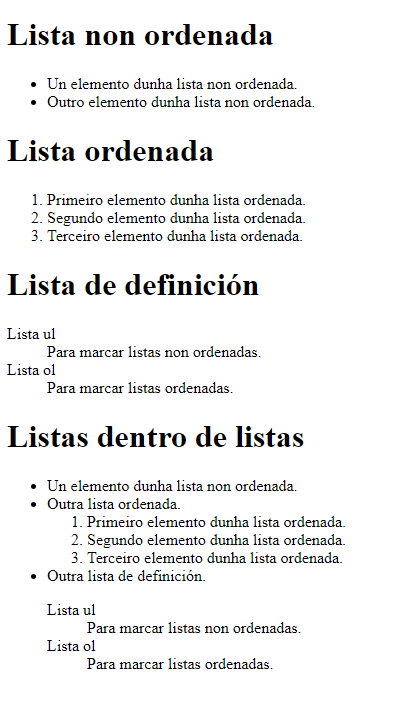 Lista non ordenada
• Un elemento dunha lista non ordenada.
• Outro elemento dunha lista non ordenada.
Lista ordenada
1. Primeiro elemento dunha lista ordenada.
2. Segundo elemento dunha lista ordenada.
3. Terceiro elemento dunha lista ordenada.
Lista de definición
Lista ul
Para marcar listas non ordenadas.
Lista ol
Para marcar listas ordenadas.
Listas dentro de listas
• Un elemento dunha lista non ordenada.
• Outra lista ordenada.
1. Primeiro elemento dunha lista ordenada.
2. Segundo elemento dunha lista ordenada.
3. Terceiro elemento dunha lista ordenada.
• Outra lista de definición.
Lista ul
Para marcar listas non ordenadas.
Lista ol
Para marcar listas ordenadas.